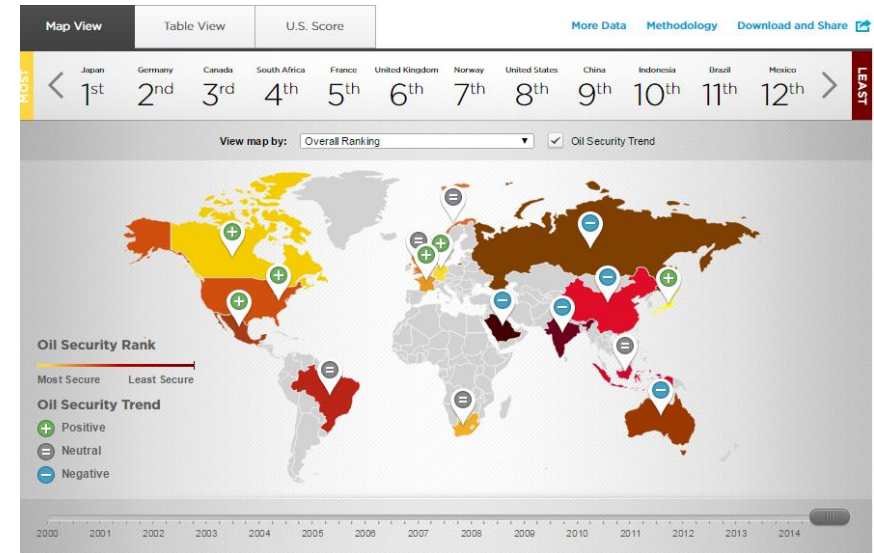 Map View Table View U.S. Score More Data Methodology Download and Share
MOST
Japan Germany Canada South Africa France United Kingdom Norway United States China Indonesia Brazil Mexico
1st 2nd 3rd 4th 5th 6th 7th 8th 9th 10th 11th 12th
LEAST
View map by: Overall Ranking Oil Security Trend
Oil Security Rank
Most Secure Least Secure
Oil Security Trend
Positive
Neutral
Negative
2000 2001 2002 2003 2004 2005 2006 2007 2008 2009 2010 2011 2012 2013 2014